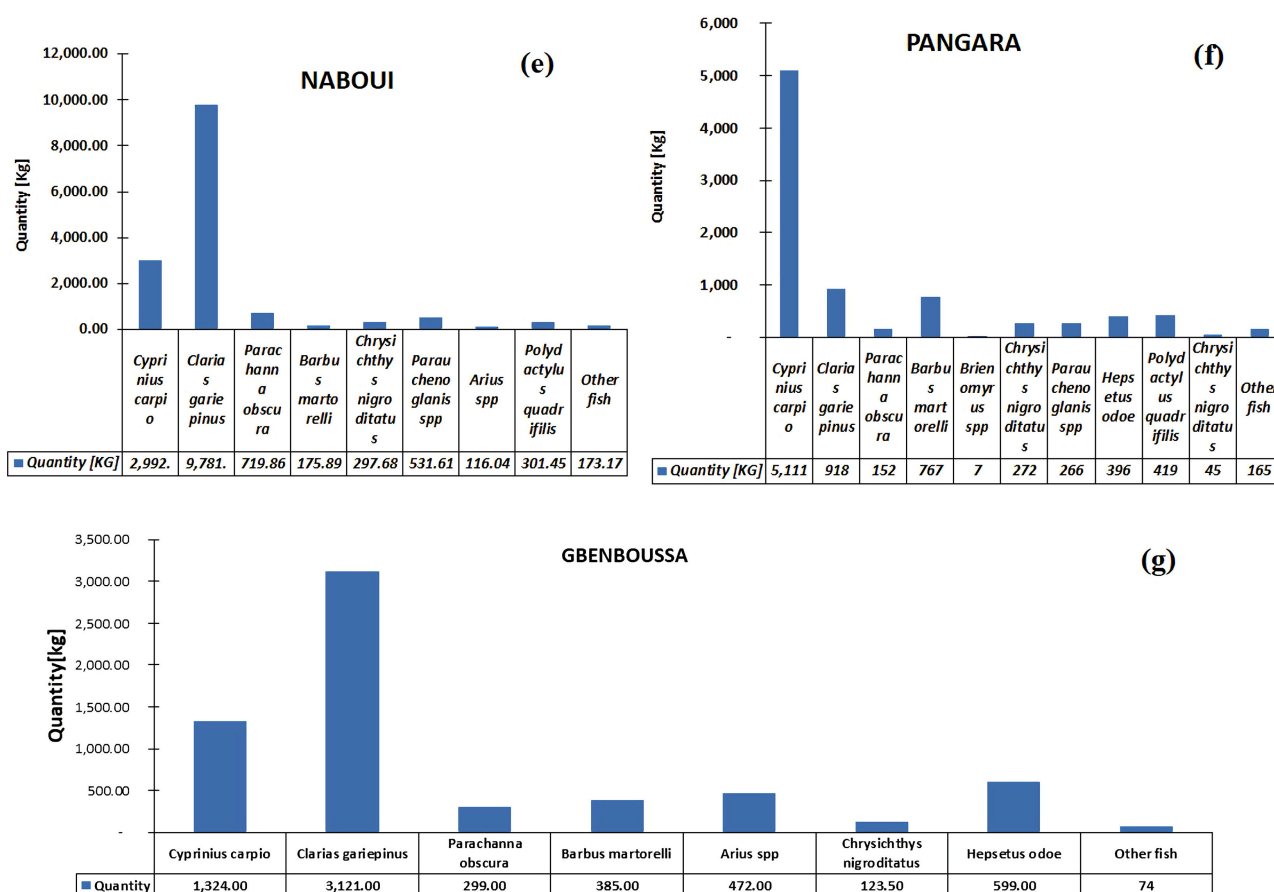 NABOUI
(e)
Quantity [Kg]
12,000.00
10,000.00
8,000.00
6,000.00
4,000.00
2,000.00
0.00
Cyprinius carpio
Clarias gariepinus
Parachanna obscura
Barbus martorelli
Chrysichthys nigroditatus
Parauchenoglanis spp
Arius spp
Polydactylus quadrifilis
Other fish
Quantity [KG] 2,992. 9,781. 719.86 175.89 297.68 531.61 116.04 301.45 173.17
PANGARA
(f)
Quantity [Kg]
6,000
5,000
4,000
3,000
2,000
1,000
-
Cyprinius carpio
Clarias gariepinus
Parachanna obscura
Barbus martorelli
Brienomyrus spp
Chrysichthys nigroditatus
Parauchenoglanis spp
Hepsetus odoe
Polydactylus quadrifilis
Chrysichthys nigroditatus
Other fish
Quantity [KG] 5,111 918 152 767 7 272 266 396 419 45 165
GBENBOUSSA
(g)
Quantity[kg]
3,500.00
3,000.00
2,500.00
2,000.00
1,500.00
1,000.00
500.00
-
Cyprinius carpio
Clarias gariepinus
Parachanna obscura
Barbus martorelli
Arius spp
Chrysichthys nigroditatus
Hepsetus odoe
Other fish
Quantity 1,324.00 3,121.00 299.00 385.00 472.00 123.50 599.00 74